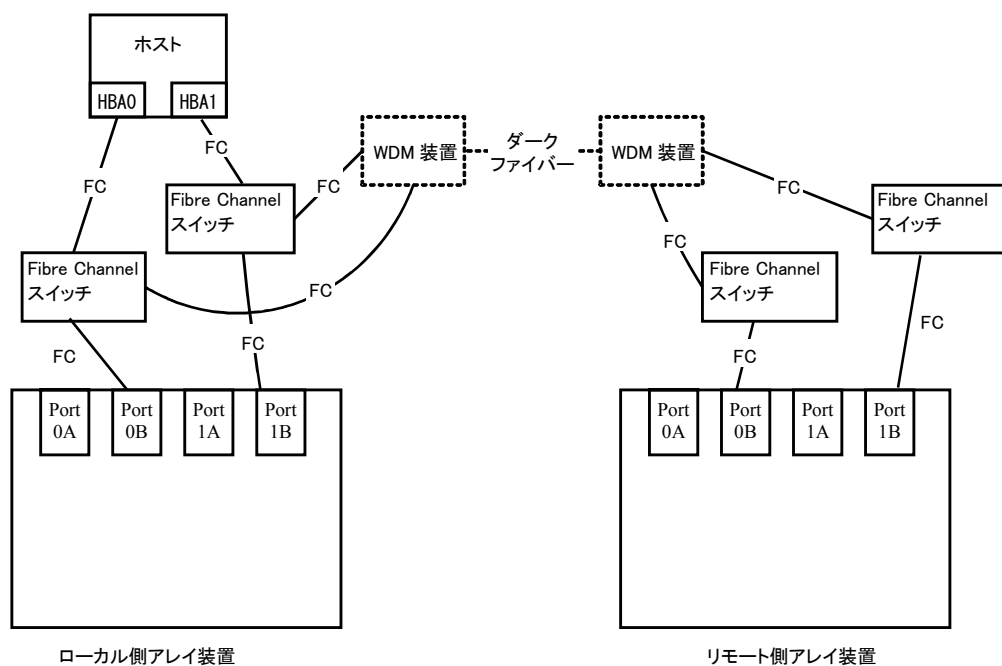 ホスト
HBA0
HBA1
FC
FC
FC
WDM 装置
ダーク
ファイバー
WDM 装置
FC
FC
Fibre Channel
スイッチ
Fibre Channel
スイッチ
FC
Fibre Channel
スイッチ
Fibre Channel
スイッチ
FC
FC
FC
FC
Port
0A
Port
0B
Port
1A
Port
1B
Port
0A
Port
0B
Port
1A
Port
1B
ローカル側アレイ装置
リモート側アレイ装置